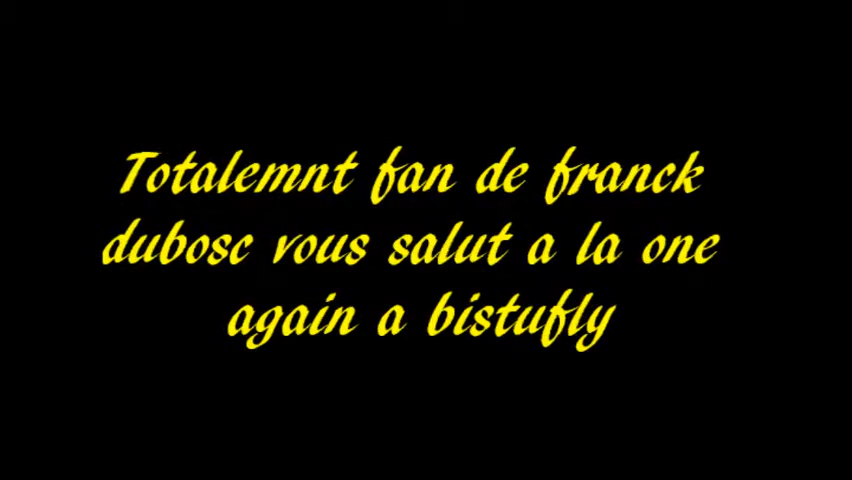 Totalemnt fan de franck
dubosc vous salut a la one
again a bistufly